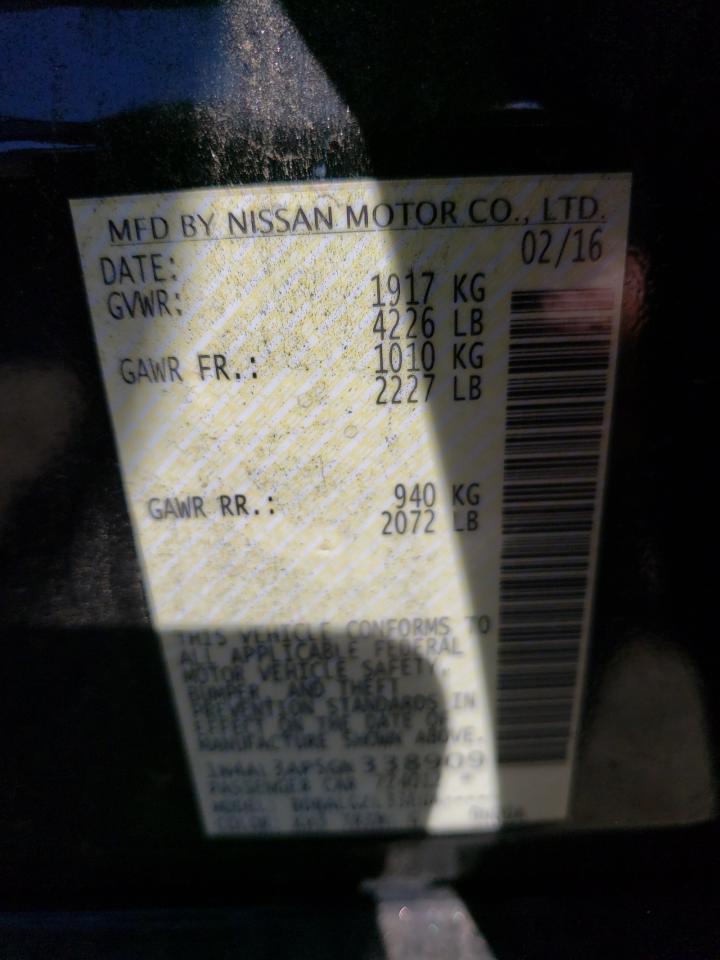 MFD BY NISSAN MOTOR CO., LTD.
DATE: 02/16
GVWR: 1917 KG
4226 LB
GAWR FR.: 1010 KG
2227 LB
GAWR RR.: 940 KG
2072 LB
THIS VEHICLE CONFORMS TO
ALL APPLICABLE FEDERAL
MOTOR VEHICLE SAFETY,
BUMPER, AND THEFT
PREVENTION STANDARDS IN
EFFECT ON THE DATE OF
MANUFACTURE SHOWN ABOVE.
338909
PASSENGER CAR
MODEL: